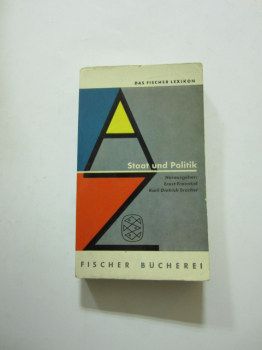 DAS FISCHER LEXIKON
A
Staat und Politik
Herausgeber:
Ernst Fraenkel
Karl Dietrich Bracher
Z
FISCHER BÜCHEREI